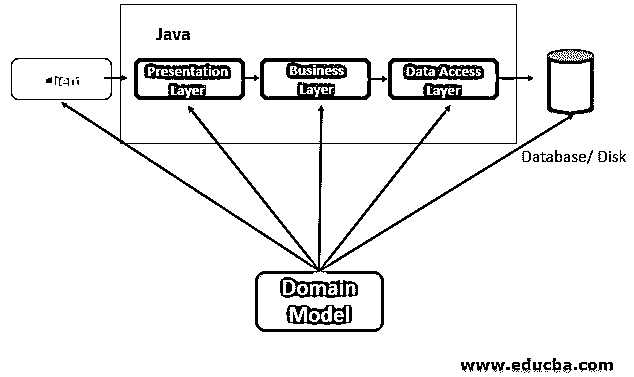 Java
Presentation
Layer
Business
Layer
Data Access
Layer
Database/ Disk
Domain
Model
www.educba.com